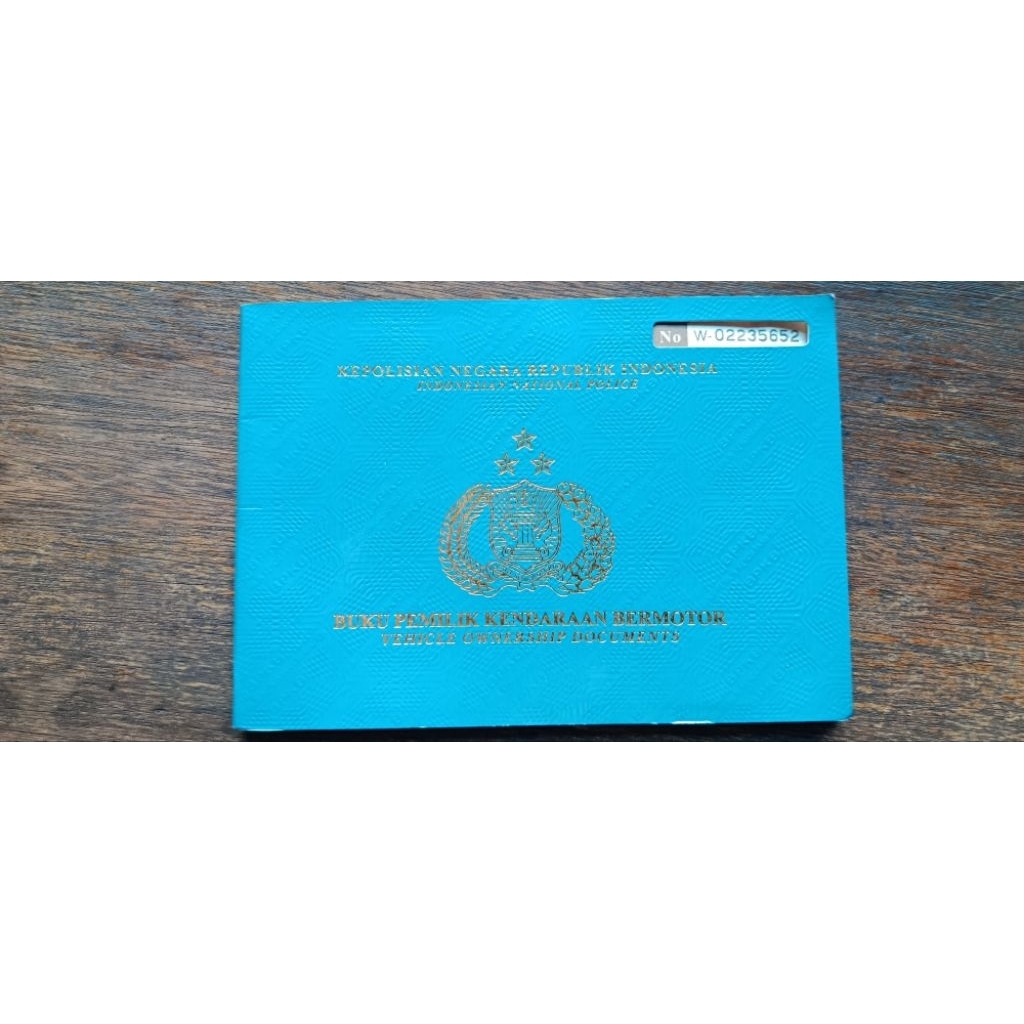 No W-02235652
KEPOLISIAN NEGARA REPUBLIK INDONESIA
INDONESIAN NATIONAL POLICE
BUKU PEMILIK KENDARAAN BERMOTOR
VEHICLE OWNERSHIP DOCUMENTS